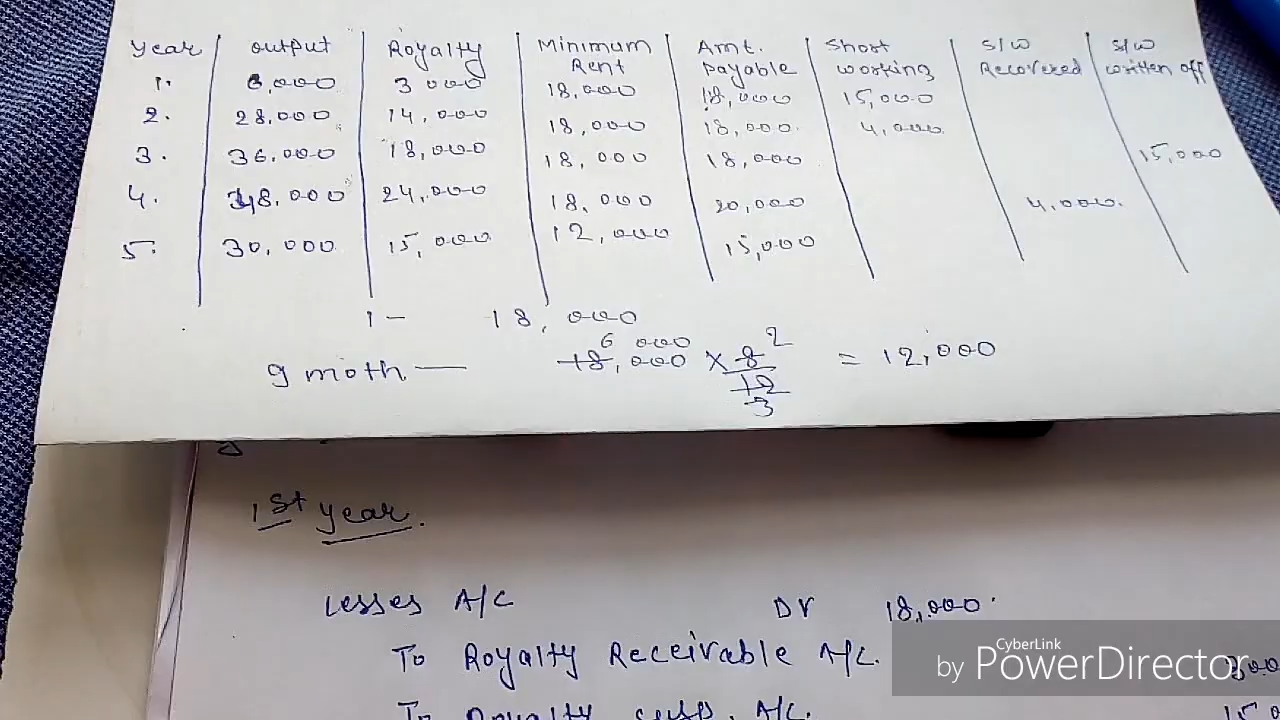 Year Output Royalty Minimum Rent Amt. Payable Short working S/W Recovered S/W written off
1. 6,000 3000 18,000 18,000 15,000
2. 28,000 14,000 18,000 18,000 4,000
3. 36,000 18,000 18,000 18,000 15,000
4. 48,000 24,000 18,000 20,000 4,000.
5. 30,000 15,000 12,000 15,000
1 — 18,000
6 000 2
9 moth — 18,000 × 8 = 12,000
12
3
1st year.
Lesses A/C Dr 18,000.
To Royalty Receivable A/C.
To Royalty A/C.
CyberLink
by PowerDirector